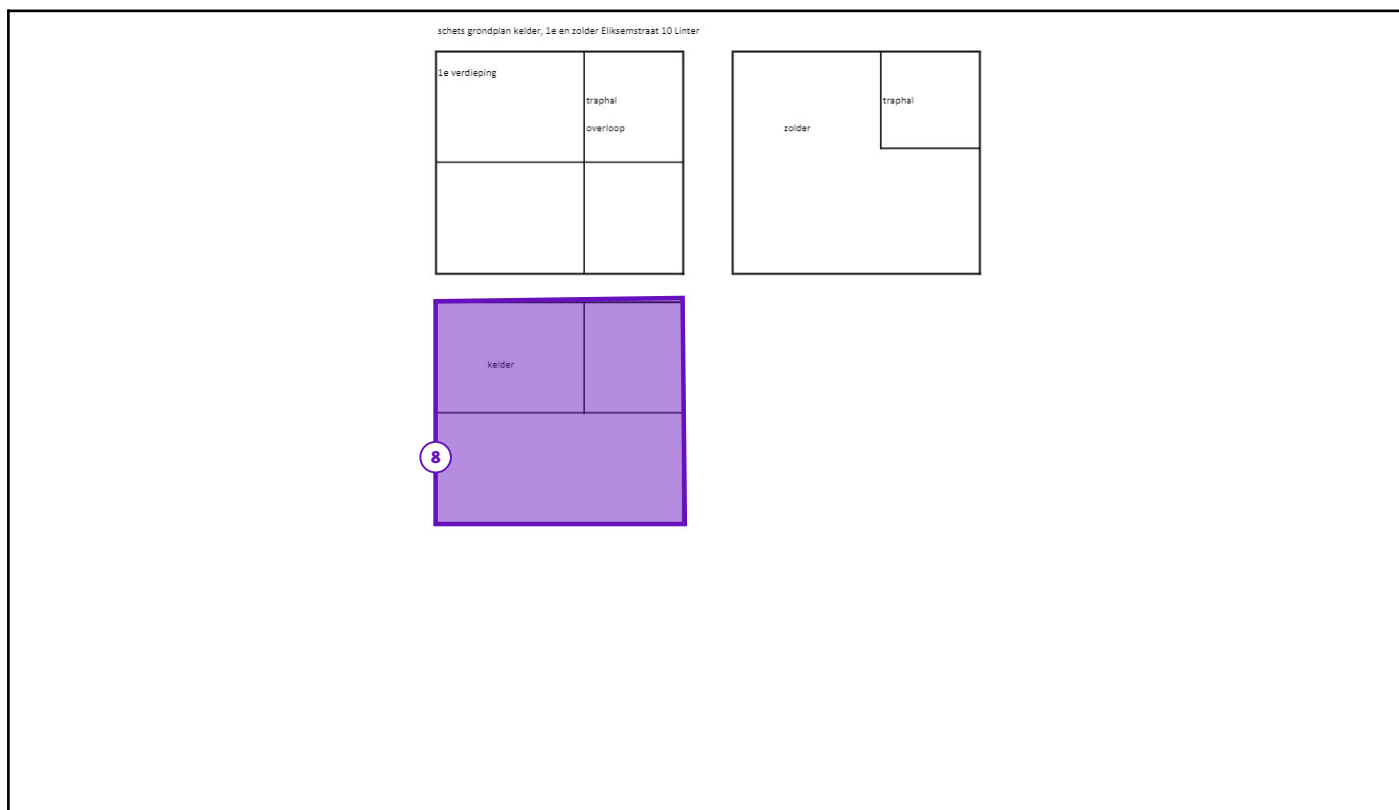 schets grondplan kelder, 1e en zolder Eliksemstraat 10 Linter
1e verdieping
traphal
overloop
traphal
zolder
kelder
8